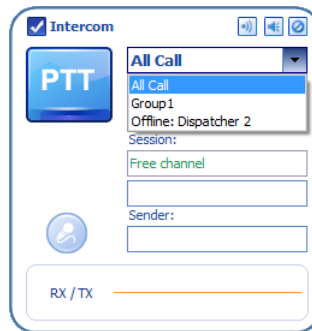 Intercom
PTT
All Call
All Call
Group1
Offline: Dispatcher 2
Session:
Free channel
Sender:
RX / TX